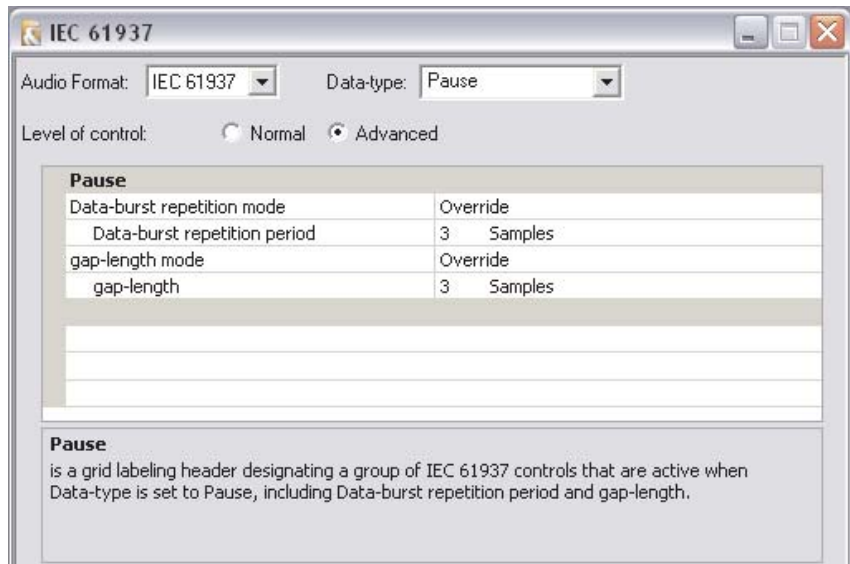 IEC 61937
Audio Format: IEC 61937 Data-type: Pause
Level of control: Normal Advanced
Pause
Data-burst repetition mode Override
Data-burst repetition period 3 Samples
gap-length mode Override
gap-length 3 Samples
Pause
is a grid labeling header designating a group of IEC 61937 controls that are active when
Data-type is set to Pause, including Data-burst repetition period and gap-length.